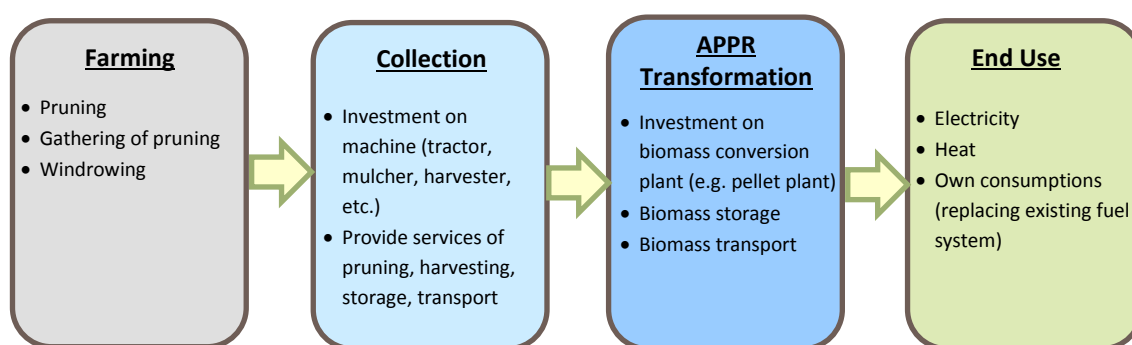 Farming
• Pruning
• Gathering of pruning
• Windrowing
Collection
• Investment on
machine (tractor,
mulcher, harvester,
etc.)
• Provide services of
pruning, harvesting,
storage, transport
APPR
Transformation
• Investment on
biomass conversion
plant (e.g. pellet plant)
• Biomass storage
• Biomass transport
End Use
• Electricity
• Heat
• Own consumptions
(replacing existing fuel
system)